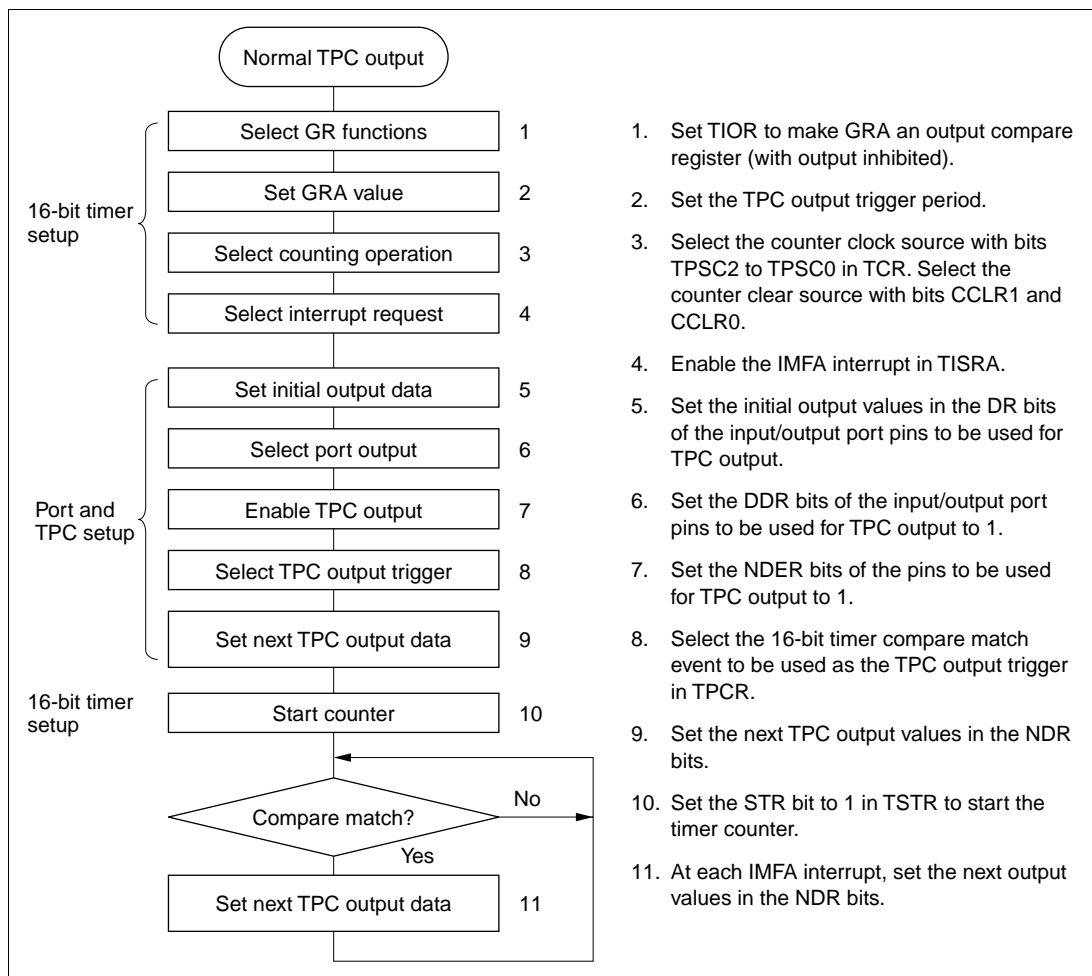 Normal TPC output
16-bit timer
setup
Select GR functions 1
Set GRA value 2
Select counting operation 3
Select interrupt request 4
Port and
TPC setup
Set initial output data 5
Select port output 6
Enable TPC output 7
Select TPC output trigger 8
Set next TPC output data 9
16-bit timer
setup
Start counter 10
Compare match?
No
Yes
Set next TPC output data 11
1. Set TIOR to make GRA an output compare
register (with output inhibited).
2. Set the TPC output trigger period.
3. Select the counter clock source with bits
TPSC2 to TPSC0 in TCR. Select the
counter clear source with bits CCLR1 and
CCLR0.
4. Enable the IMFA interrupt in TISRA.
5. Set the initial output values in the DR bits
of the input/output port pins to be used for
TPC output.
6. Set the DDR bits of the input/output port
pins to be used for TPC output to 1.
7. Set the NDER bits of the pins to be used
for TPC output to 1.
8. Select the 16-bit timer compare match
event to be used as the TPC output trigger
in TPCR.
9. Set the next TPC output values in the NDR
bits.
10. Set the STR bit to 1 in TSTR to start the
timer counter.
11. At each IMFA interrupt, set the next output
values in the NDR bits.